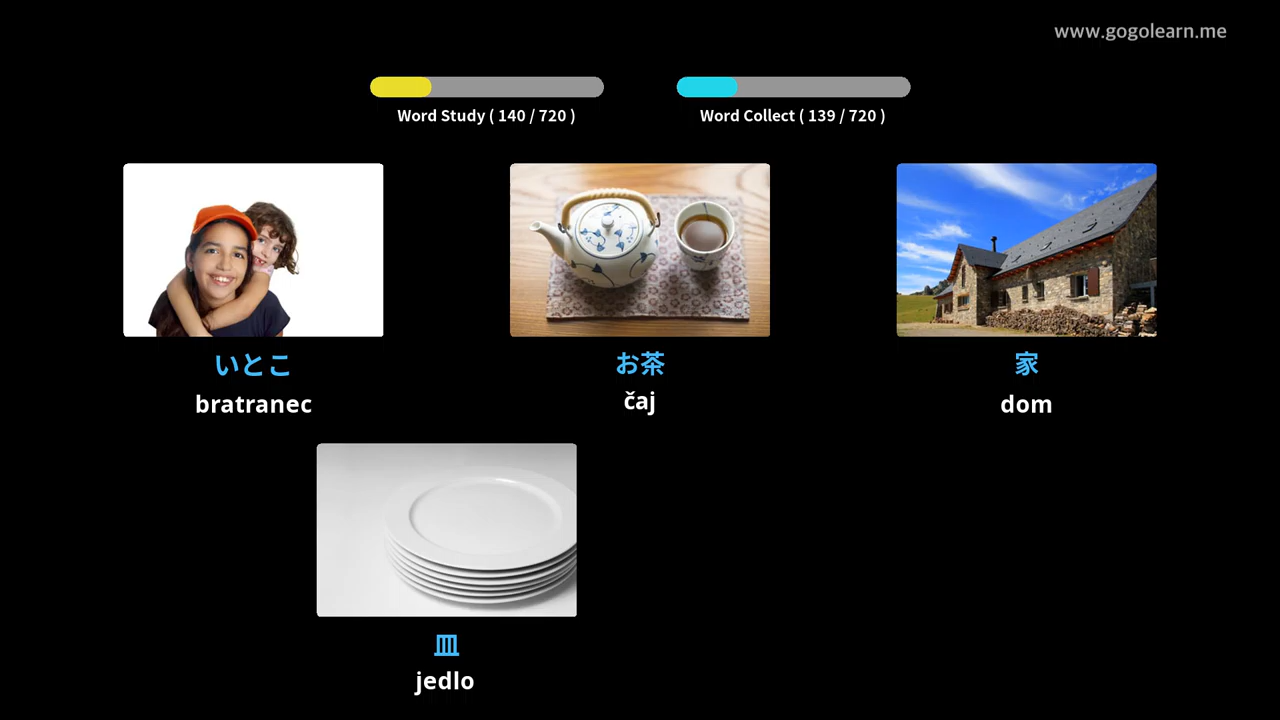 www.gogolearn.me
Word Study ( 140 / 720 )
Word Collect ( 139 / 720 )
いとこ
bratranec
お茶
čaj
家
dom
皿
jedlo